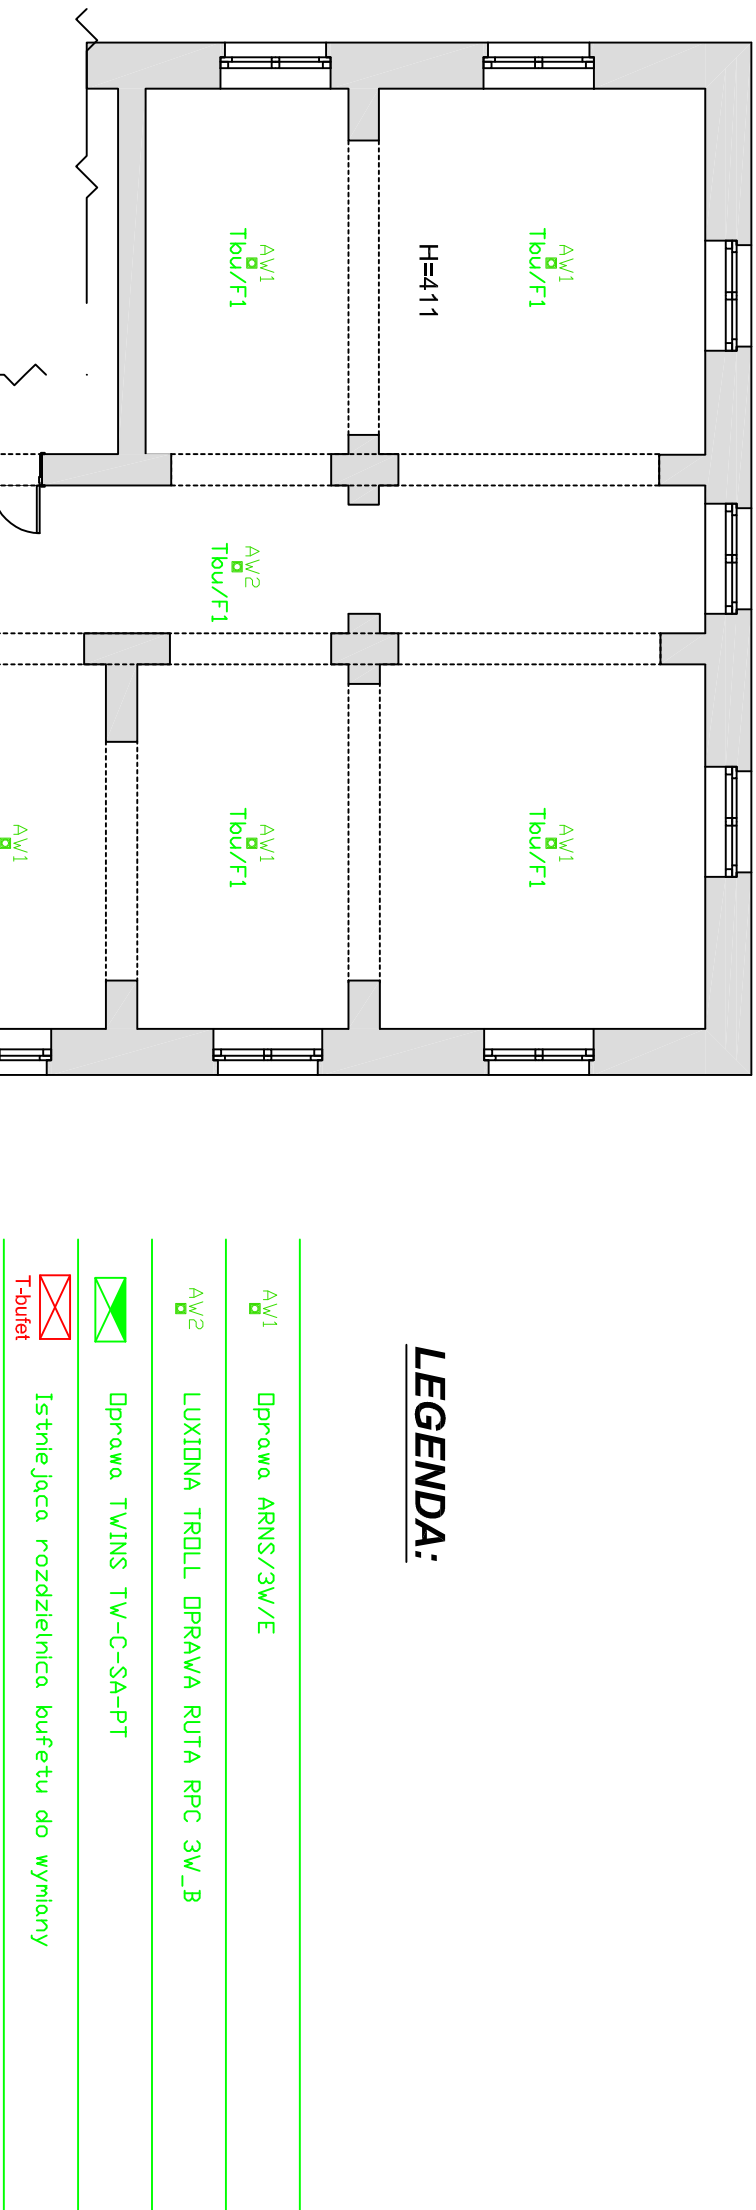 AW1
Tbu/F1
AW1
Tbu/F1
H=411
AW1
Tbu/F1
AW2
Tbu/F1
AW1
Tbu/F1
AW1
LEGENDA:
AW1 Oprawa ARNS/3W/E
AW2 LUXIONA TROLL OPRAWA RUTA RPC 3W_B
Oprawa TWINS TW-C-SA-PT
Istniejąca rozdzielnica bufetu do wymiany
T-bufet